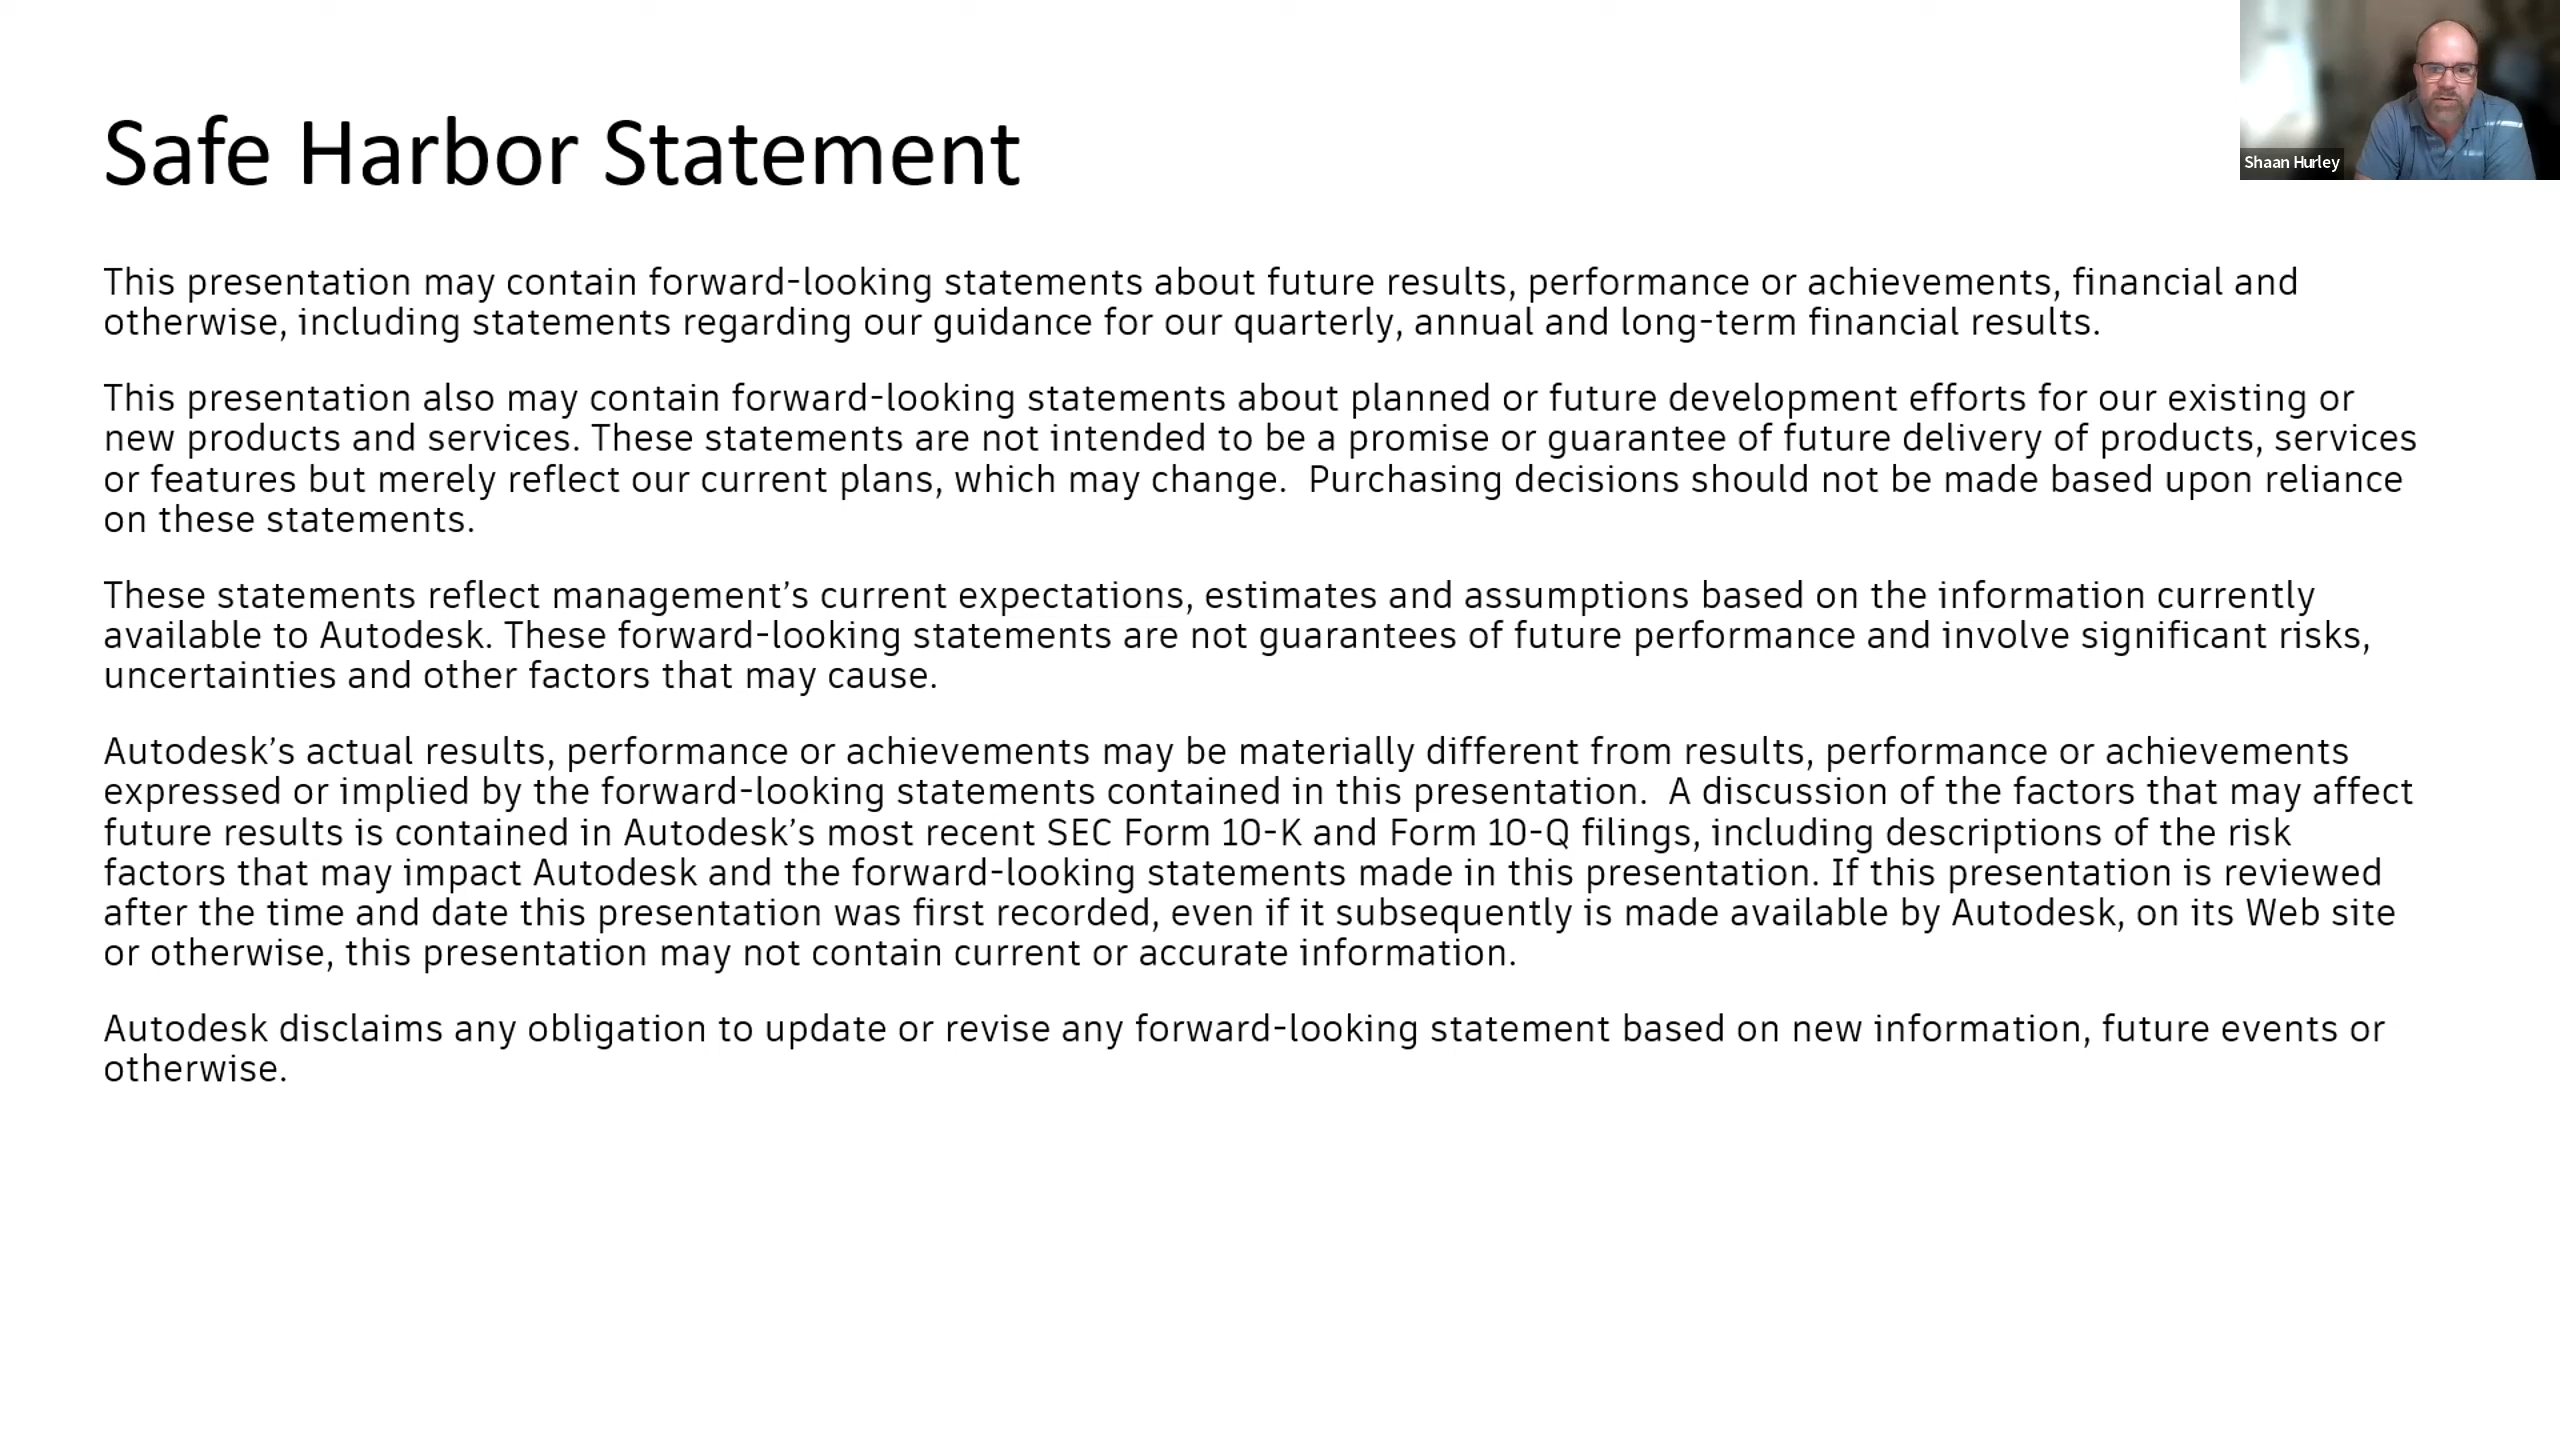 Safe Harbor Statement
Shaan Hurley
This presentation may contain forward-looking statements about future results, performance or achievements, financial and
otherwise, including statements regarding our guidance for our quarterly, annual and long-term financial results.
This presentation also may contain forward-looking statements about planned or future development efforts for our existing or
new products and services. These statements are not intended to be a promise or guarantee of future delivery of products, services
or features but merely reflect our current plans, which may change.  Purchasing decisions should not be made based upon reliance
on these statements.
These statements reflect management’s current expectations, estimates and assumptions based on the information currently
available to Autodesk. These forward-looking statements are not guarantees of future performance and involve significant risks,
uncertainties and other factors that may cause.
Autodesk’s actual results, performance or achievements may be materially different from results, performance or achievements
expressed or implied by the forward-looking statements contained in this presentation.  A discussion of the factors that may affect
future results is contained in Autodesk’s most recent SEC Form 10-K and Form 10-Q filings, including descriptions of the risk
factors that may impact Autodesk and the forward-looking statements made in this presentation. If this presentation is reviewed
after the time and date this presentation was first recorded, even if it subsequently is made available by Autodesk, on its Web site
or otherwise, this presentation may not contain current or accurate information.
Autodesk disclaims any obligation to update or revise any forward-looking statement based on new information, future events or
otherwise.